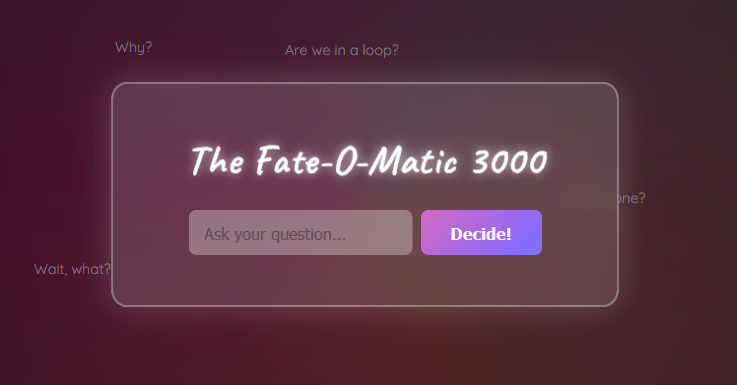 Why?
Are we in a loop?
The Fate-O-Matic 3000
one?
Ask your question...
Decide!
Wait, what?